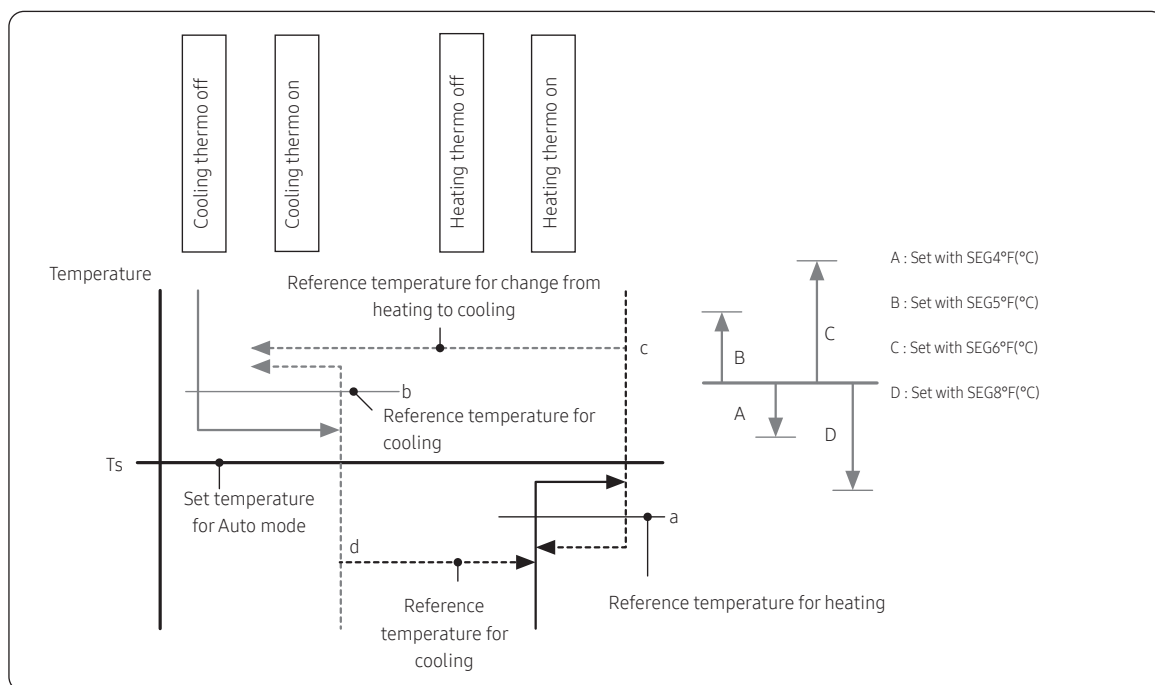 Cooling thermo off
Cooling thermo on
Heating thermo off
Heating thermo on
Temperature
Reference temperature for change from
heating to cooling
c
b
Reference temperature for
cooling
Ts
Set temperature
for Auto mode
a
d
Reference
temperature for
cooling
Reference temperature for heating
B
A
C
D
A : Set with SEG4°F(°C)
B : Set with SEG5°F(°C)
C : Set with SEG6°F(°C)
D : Set with SEG8°F(°C)